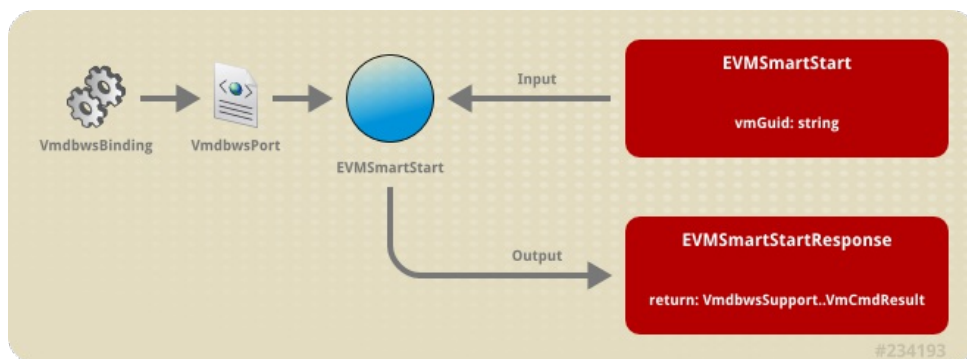 EVMSmartStart
vmGuid: string
Input
<>
VmdbwsBinding
VmdbwsPort
EVMSmartStart
EVMSmartStartResponse
Output
return: VmdbwsSupport..VmCmdResult
#234193